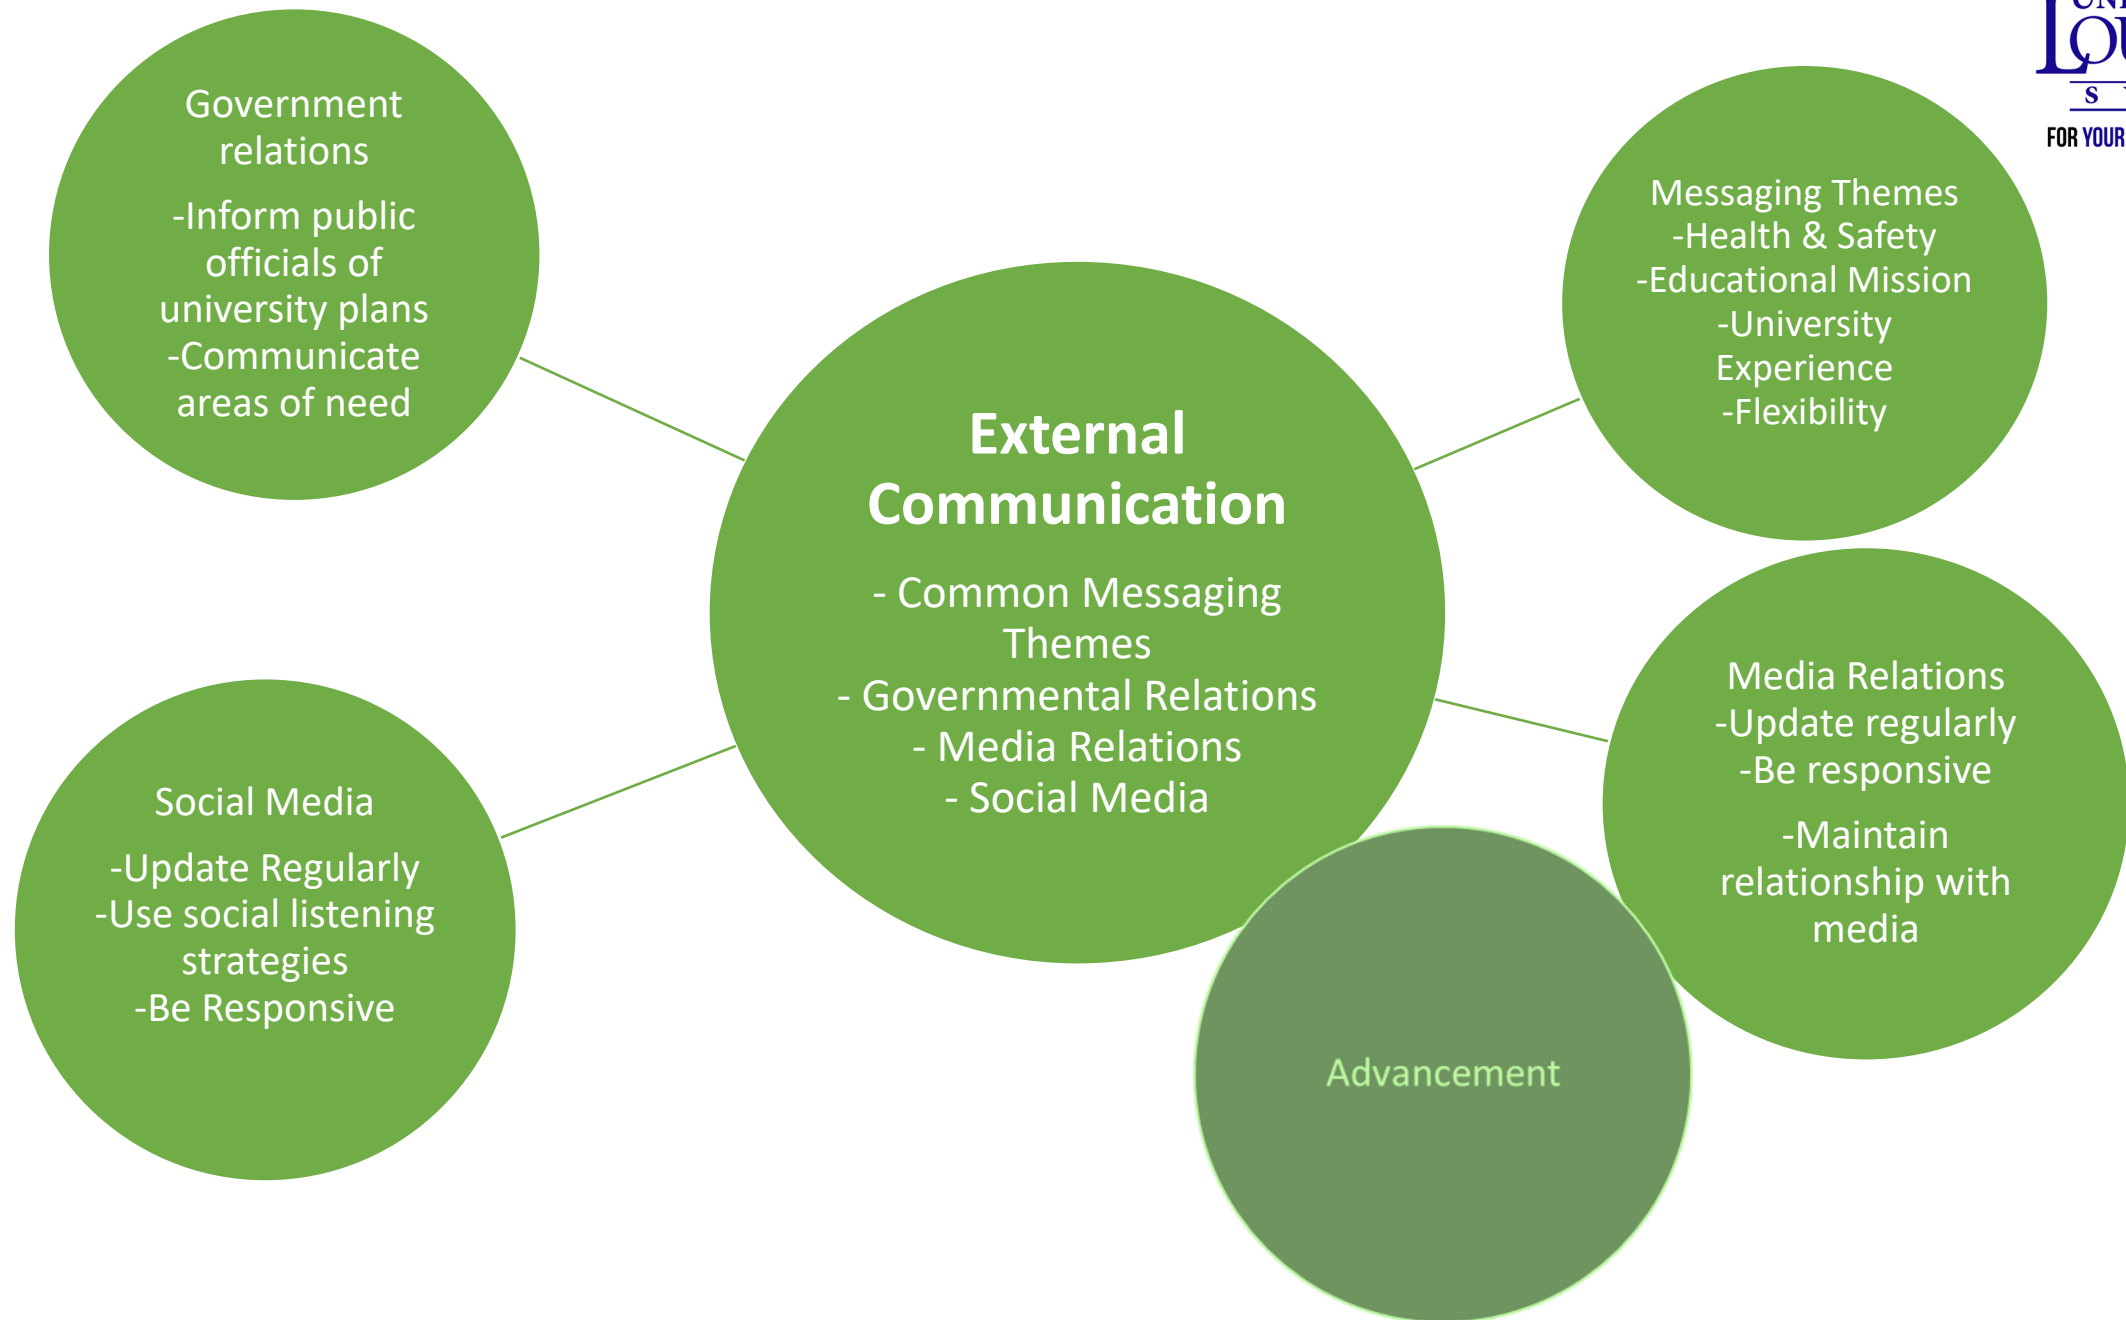 Government
relations
-Inform public
officials of
university plans
-Communicate
areas of need
External
Communication
- Common Messaging
Themes
- Governmental Relations
- Media Relations
- Social Media
Messaging Themes
-Health & Safety
-Educational Mission
-University
Experience
-Flexibility
Media Relations
-Update regularly
-Be responsive
-Maintain
relationship with
media
Social Media
-Update Regularly
-Use social listening
strategies
-Be Responsive
Advancement
FOR YOUR